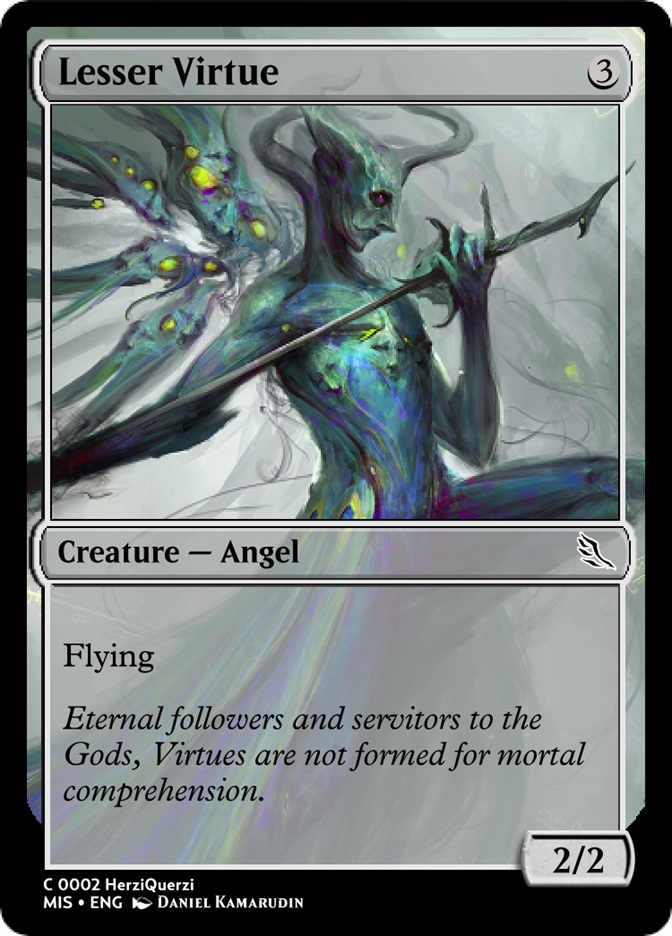 Lesser Virtue 3
Creature — Angel
Flying
Eternal followers and servitors to the
Gods, Virtues are not formed for mortal
comprehension.
2/2
C 0002 HerziQuerzi
MIS • ENG Daniel Kamarudin